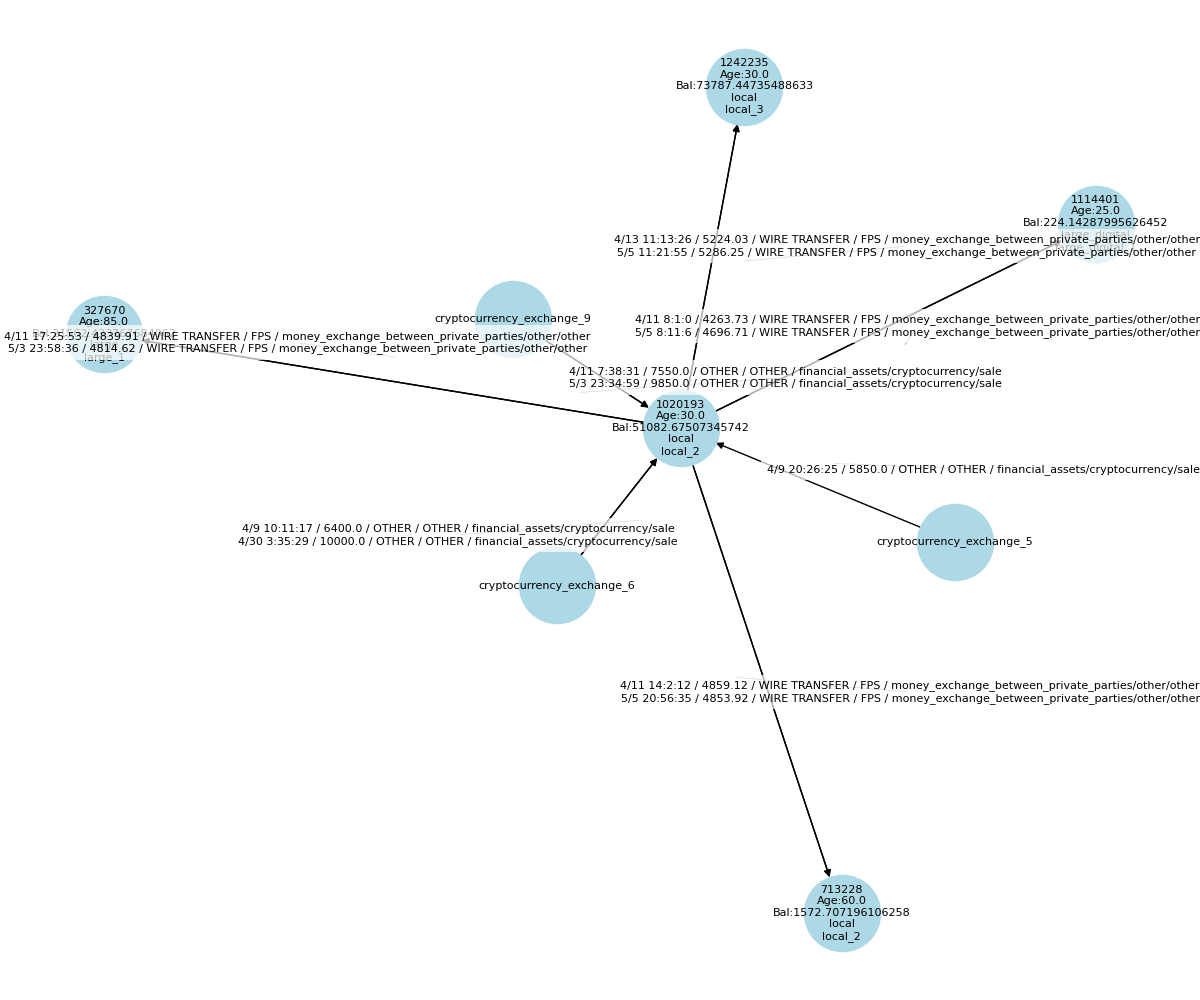 1242235
Age:30.0
Bal:73787.44735488633
local
local_3
1114401
Age:25.0
Bal:224.14287995626452
large_digital
large_digital
4/13 11:13:26 / 5224.03 / WIRE TRANSFER / FPS / money_exchange_between_private_parties/other/other
5/5 11:21:55 / 5286.25 / WIRE TRANSFER / FPS / money_exchange_between_private_parties/other/other
327670
Age:85.0
large_1
4/11 17:25:53 / 4839.91 / WIRE TRANSFER / FPS / money_exchange_between_private_parties/other/other
5/3 23:58:36 / 4814.62 / WIRE TRANSFER / FPS / money_exchange_between_private_parties/other/other
cryptocurrency_exchange_9
4/11 8:1:0 / 4263.73 / WIRE TRANSFER / FPS / money_exchange_between_private_parties/other/other
5/5 8:11:6 / 4696.71 / WIRE TRANSFER / FPS / money_exchange_between_private_parties/other/other
4/11 7:38:31 / 7550.0 / OTHER / OTHER / financial_assets/cryptocurrency/sale
5/3 23:34:59 / 9850.0 / OTHER / OTHER / financial_assets/cryptocurrency/sale
1020193
Age:30.0
Bal:51082.67507345742
local
local_2
4/9 20:26:25 / 5850.0 / OTHER / OTHER / financial_assets/cryptocurrency/sale
cryptocurrency_exchange_5
4/9 10:11:17 / 6400.0 / OTHER / OTHER / financial_assets/cryptocurrency/sale
4/30 3:35:29 / 10000.0 / OTHER / OTHER / financial_assets/cryptocurrency/sale
cryptocurrency_exchange_6
4/11 14:2:12 / 4859.12 / WIRE TRANSFER / FPS / money_exchange_between_private_parties/other/other
5/5 20:56:35 / 4853.92 / WIRE TRANSFER / FPS / money_exchange_between_private_parties/other/other
713228
Age:60.0
Bal:1572.707196106258
local
local_2